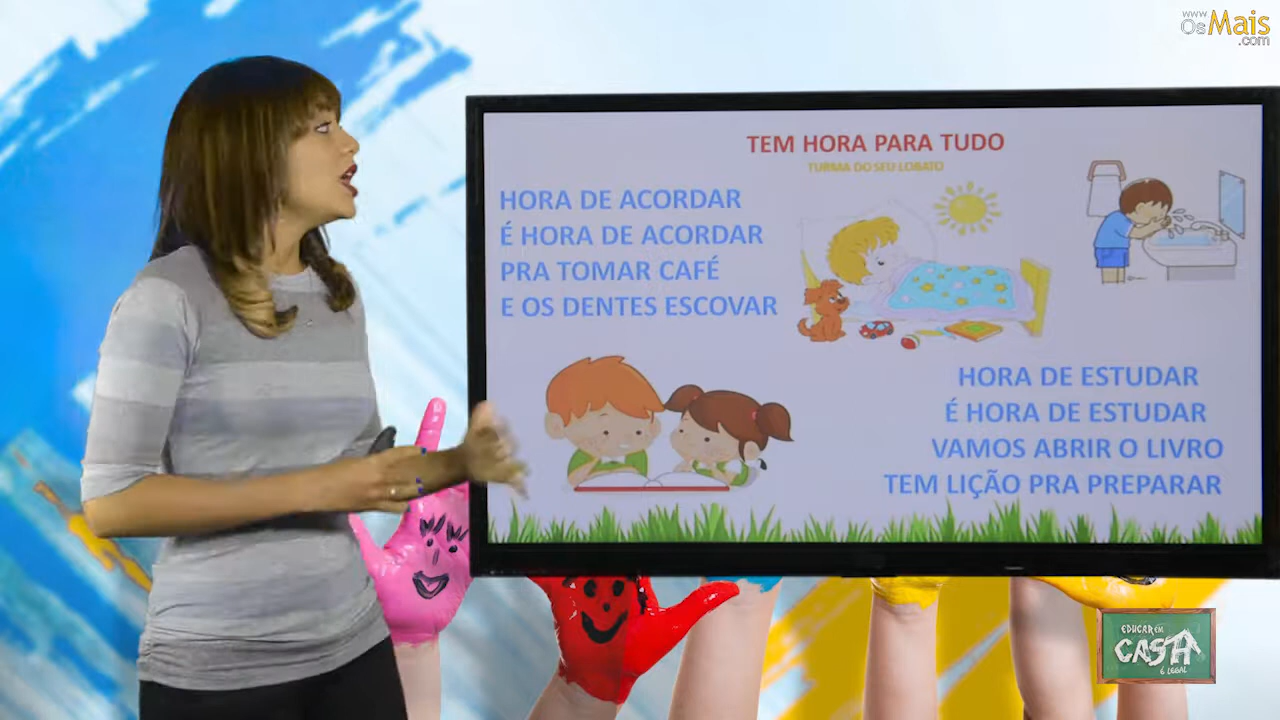 www
OsMais
.com
TEM HORA PARA TUDO
TURMA DO SEU LOBATO
HORA DE ACORDAR
É HORA DE ACORDAR
PRA TOMAR CAFÉ
E OS DENTES ESCOVAR
HORA DE ESTUDAR
É HORA DE ESTUDAR
VAMOS ABRIR O LIVRO
TEM LIÇÃO PRA PREPARAR
EDUCAR EM
CASA
É LEGAL